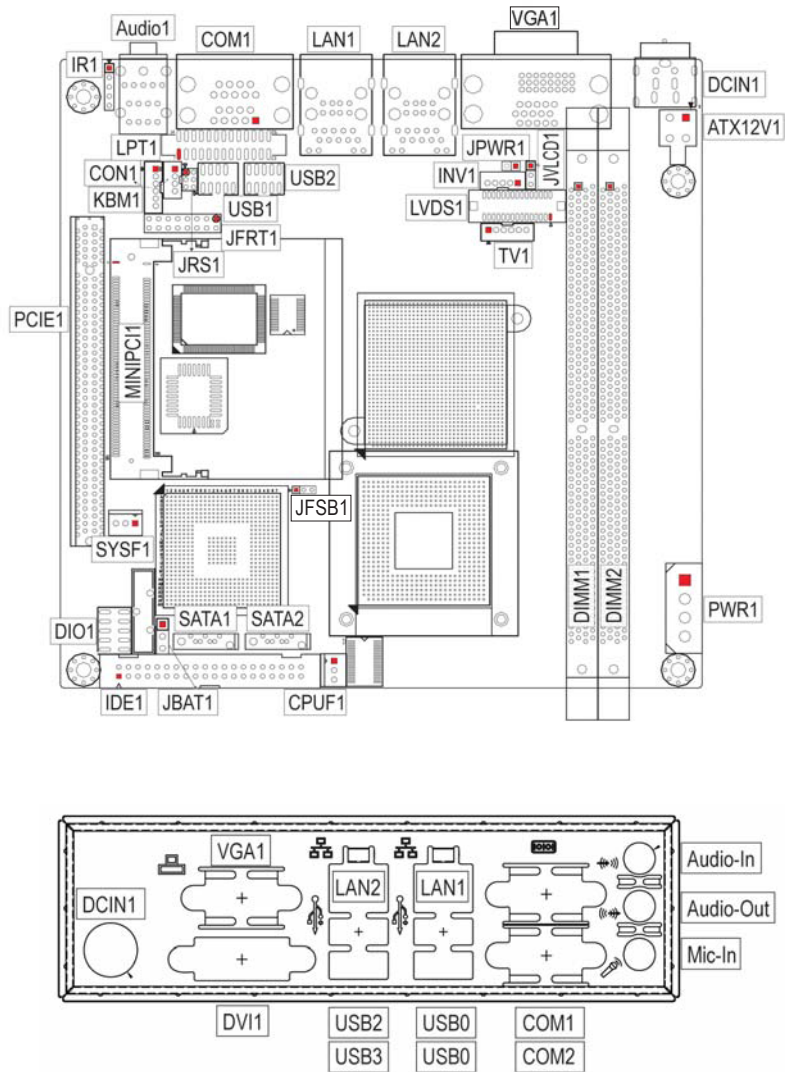 VGA1
Audio1
COM1
LAN1
LAN2
IR1
DCIN1
ATX12V1
LPT1
JPWR1
JVLCD1
CON1
USB2
INV1
KBM1
USB1
LVDS1
JFRT1
TV1
JRS1
PCIE1
MINIPCI1
JFSB1
SYSF1
DIMM1
DIMM2
PWR1
DIO1
SATA1
SATA2
IDE1
JBAT1
CPUF1
VGA1
Audio-In
DCIN1
LAN2
LAN1
Audio-Out
Mic-In
DVI1
USB2
USB0
COM1
USB3
USB0
COM2